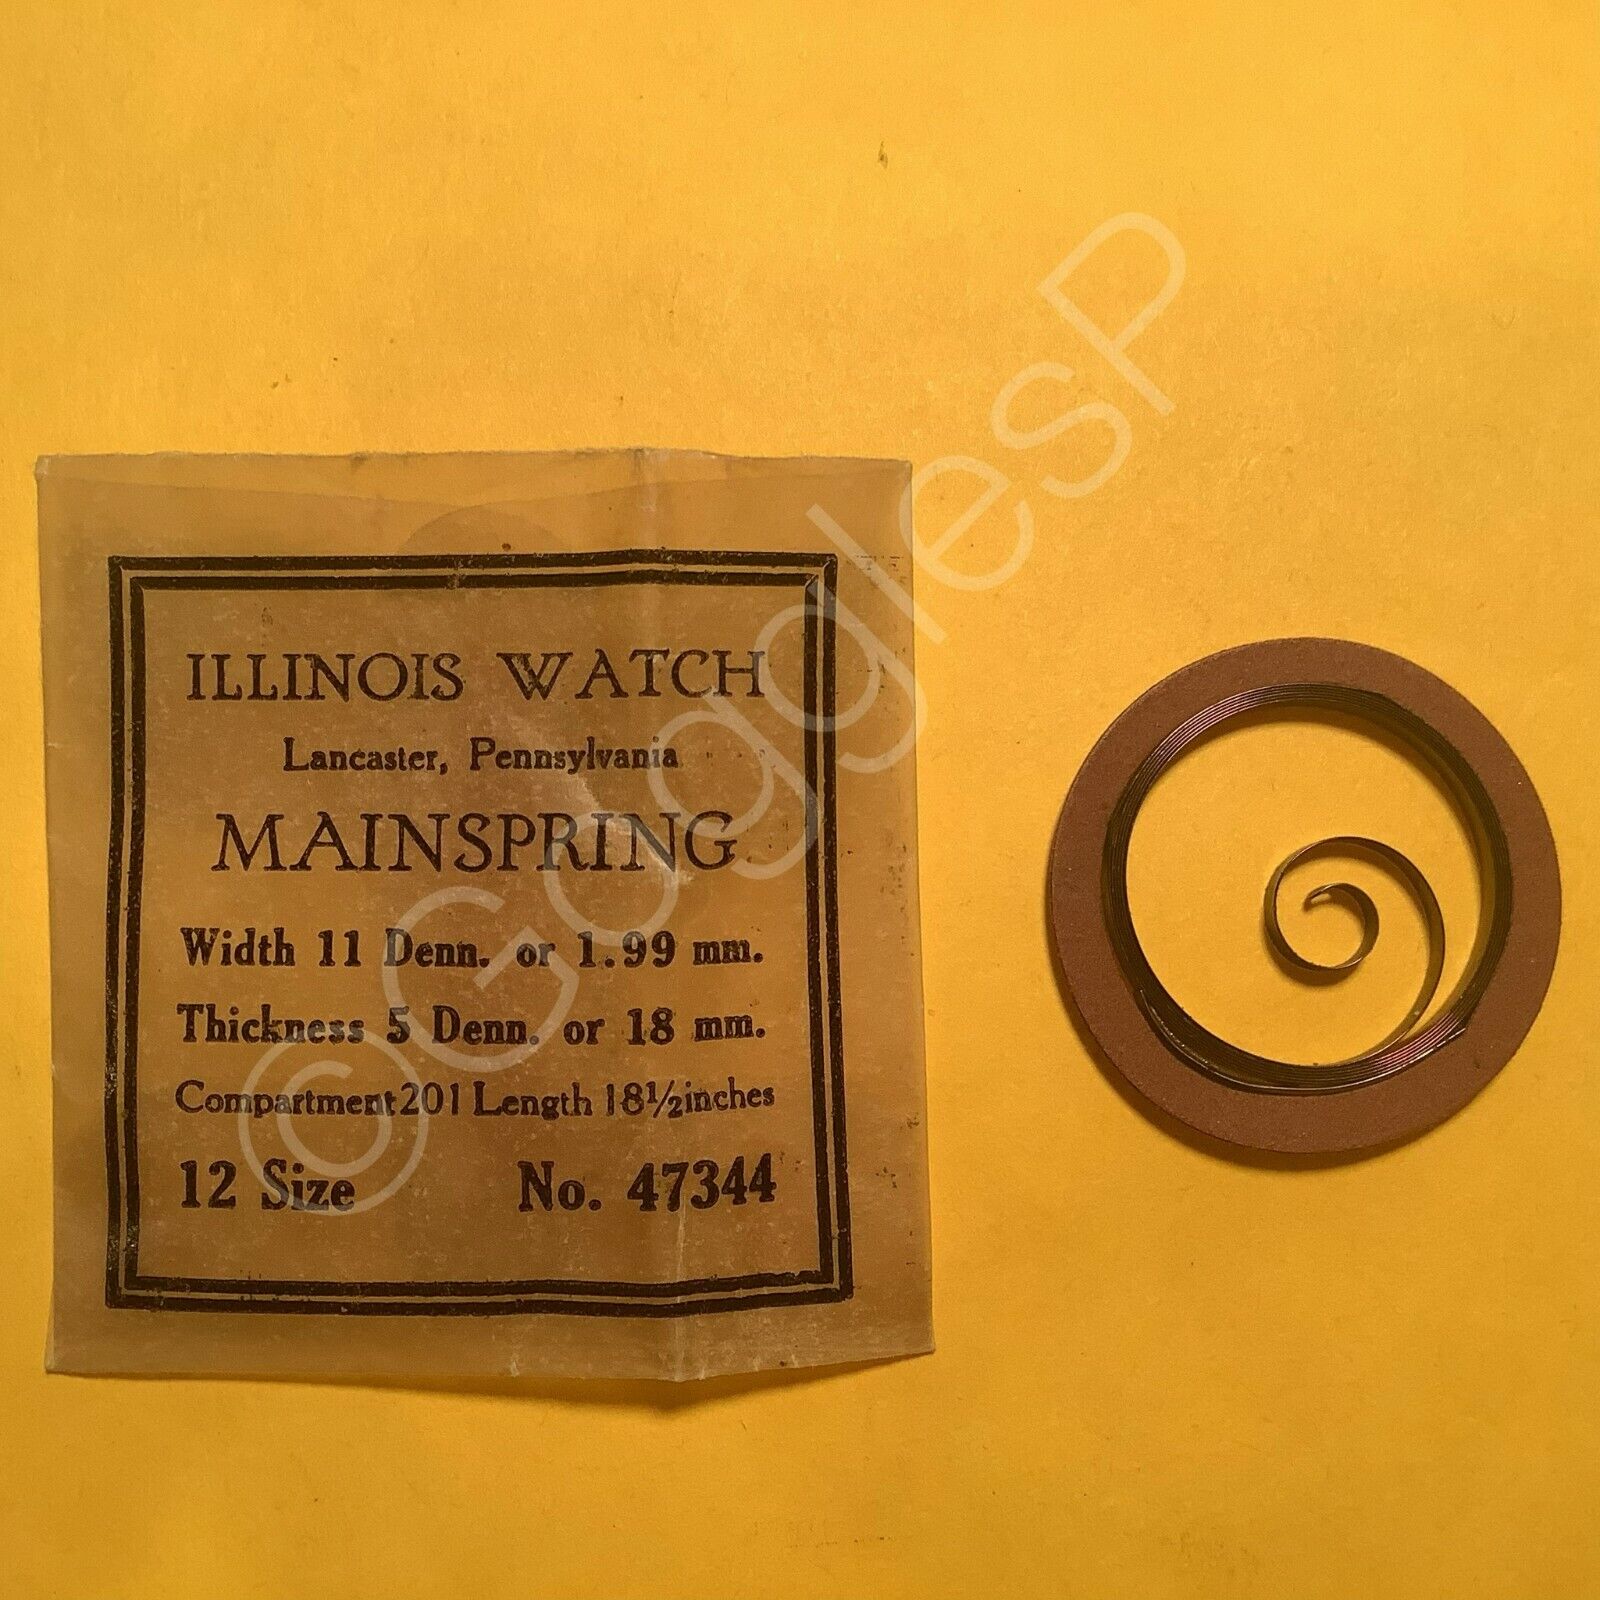 ILLINOIS WATCH
Lancaster, Pennsylvania
MAINSPRING
Width 11 Denn. or 1.99 mm.
Thickness 5 Denn. or 18 mm.
Compartment 201 Length 18½ inches
12 Size No. 47344
©GogglesP